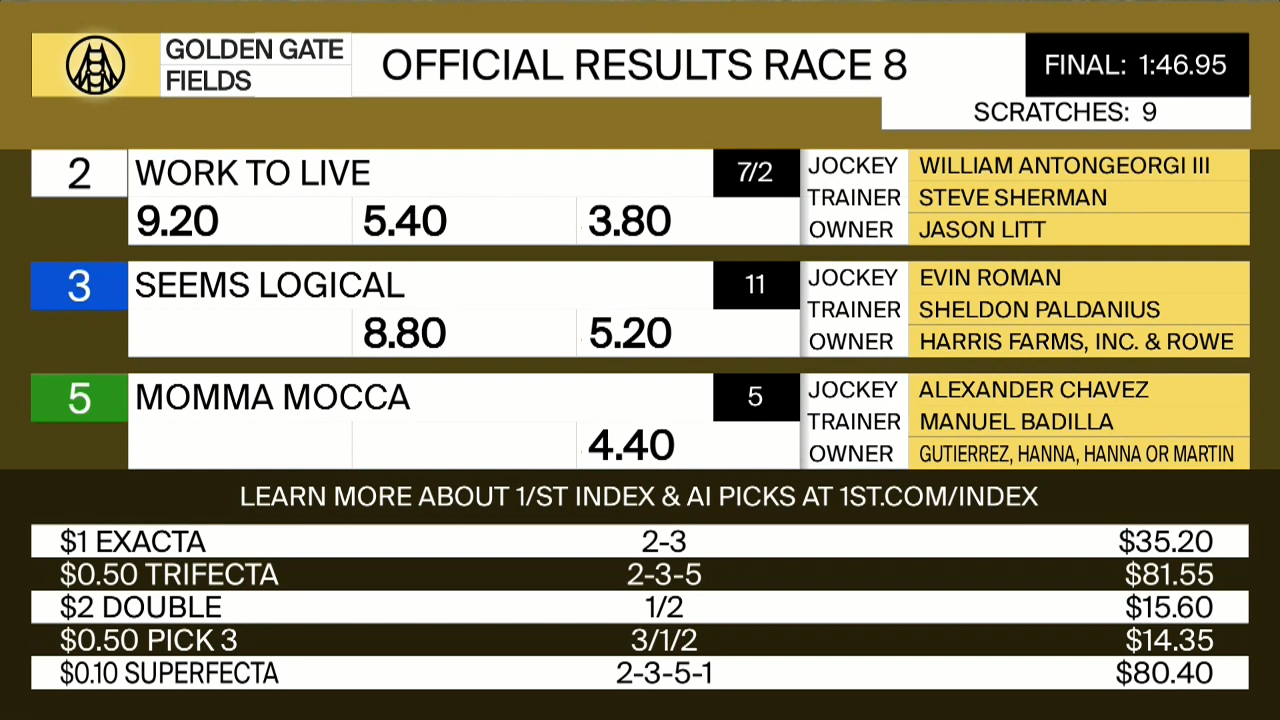 GOLDEN GATE
FIELDS
OFFICIAL RESULTS RACE 8
FINAL: 1:46.95
SCRATCHES: 9
2 WORK TO LIVE 7/2
9.20 5.40 3.80
JOCKEY WILLIAM ANTONGEORGI III
TRAINER STEVE SHERMAN
OWNER JASON LITT
3 SEEMS LOGICAL 11
8.80 5.20
JOCKEY EVIN ROMAN
TRAINER SHELDON PALDANIUS
OWNER HARRIS FARMS, INC. & ROWE
5 MOMMA MOCCA 5
4.40
JOCKEY ALEXANDER CHAVEZ
TRAINER MANUEL BADILLA
OWNER GUTIERREZ, HANNA, HANNA OR MARTIN
LEARN MORE ABOUT 1/ST INDEX & AI PICKS AT 1ST.COM/INDEX
$1 EXACTA 2-3 $35.20
$0.50 TRIFECTA 2-3-5 $81.55
$2 DOUBLE 1/2 $15.60
$0.50 PICK 3 3/1/2 $14.35
$0.10 SUPERFECTA 2-3-5-1 $80.40